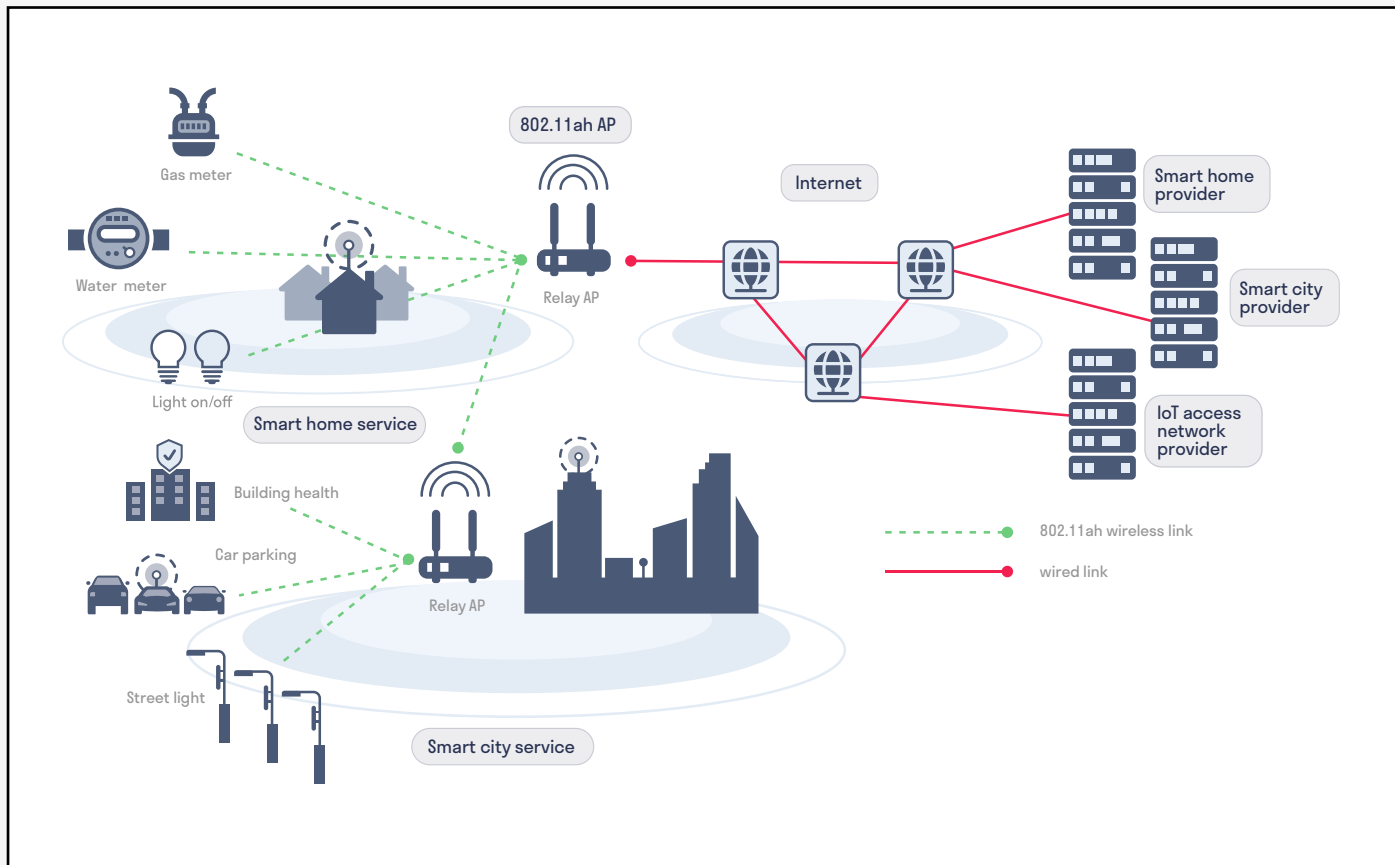 802.11ah AP
Gas meter
Internet
Smart home
provider
Water meter
Relay AP
Smart city
provider
Light on/off
Smart home service
IoT access
network
provider
Building health
802.11ah wireless link
Car parking
wired link
Relay AP
Street light
Smart city service